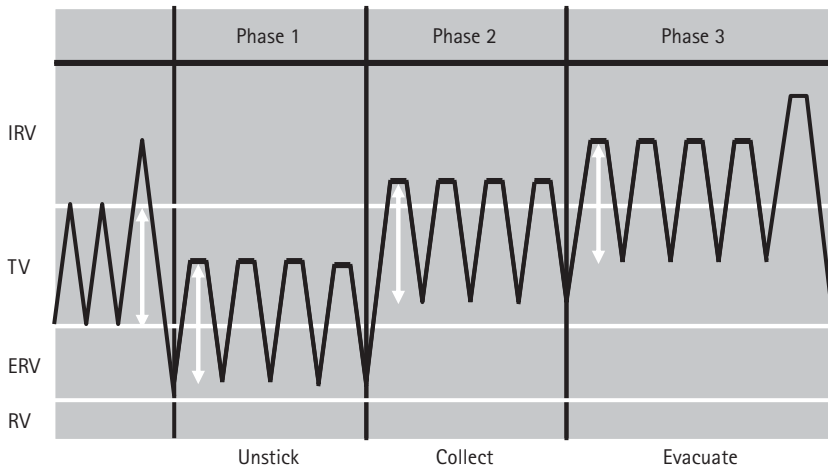 Phase 1 Phase 2 Phase 3
IRV
TV
ERV
RV
Unstick Collect Evacuate